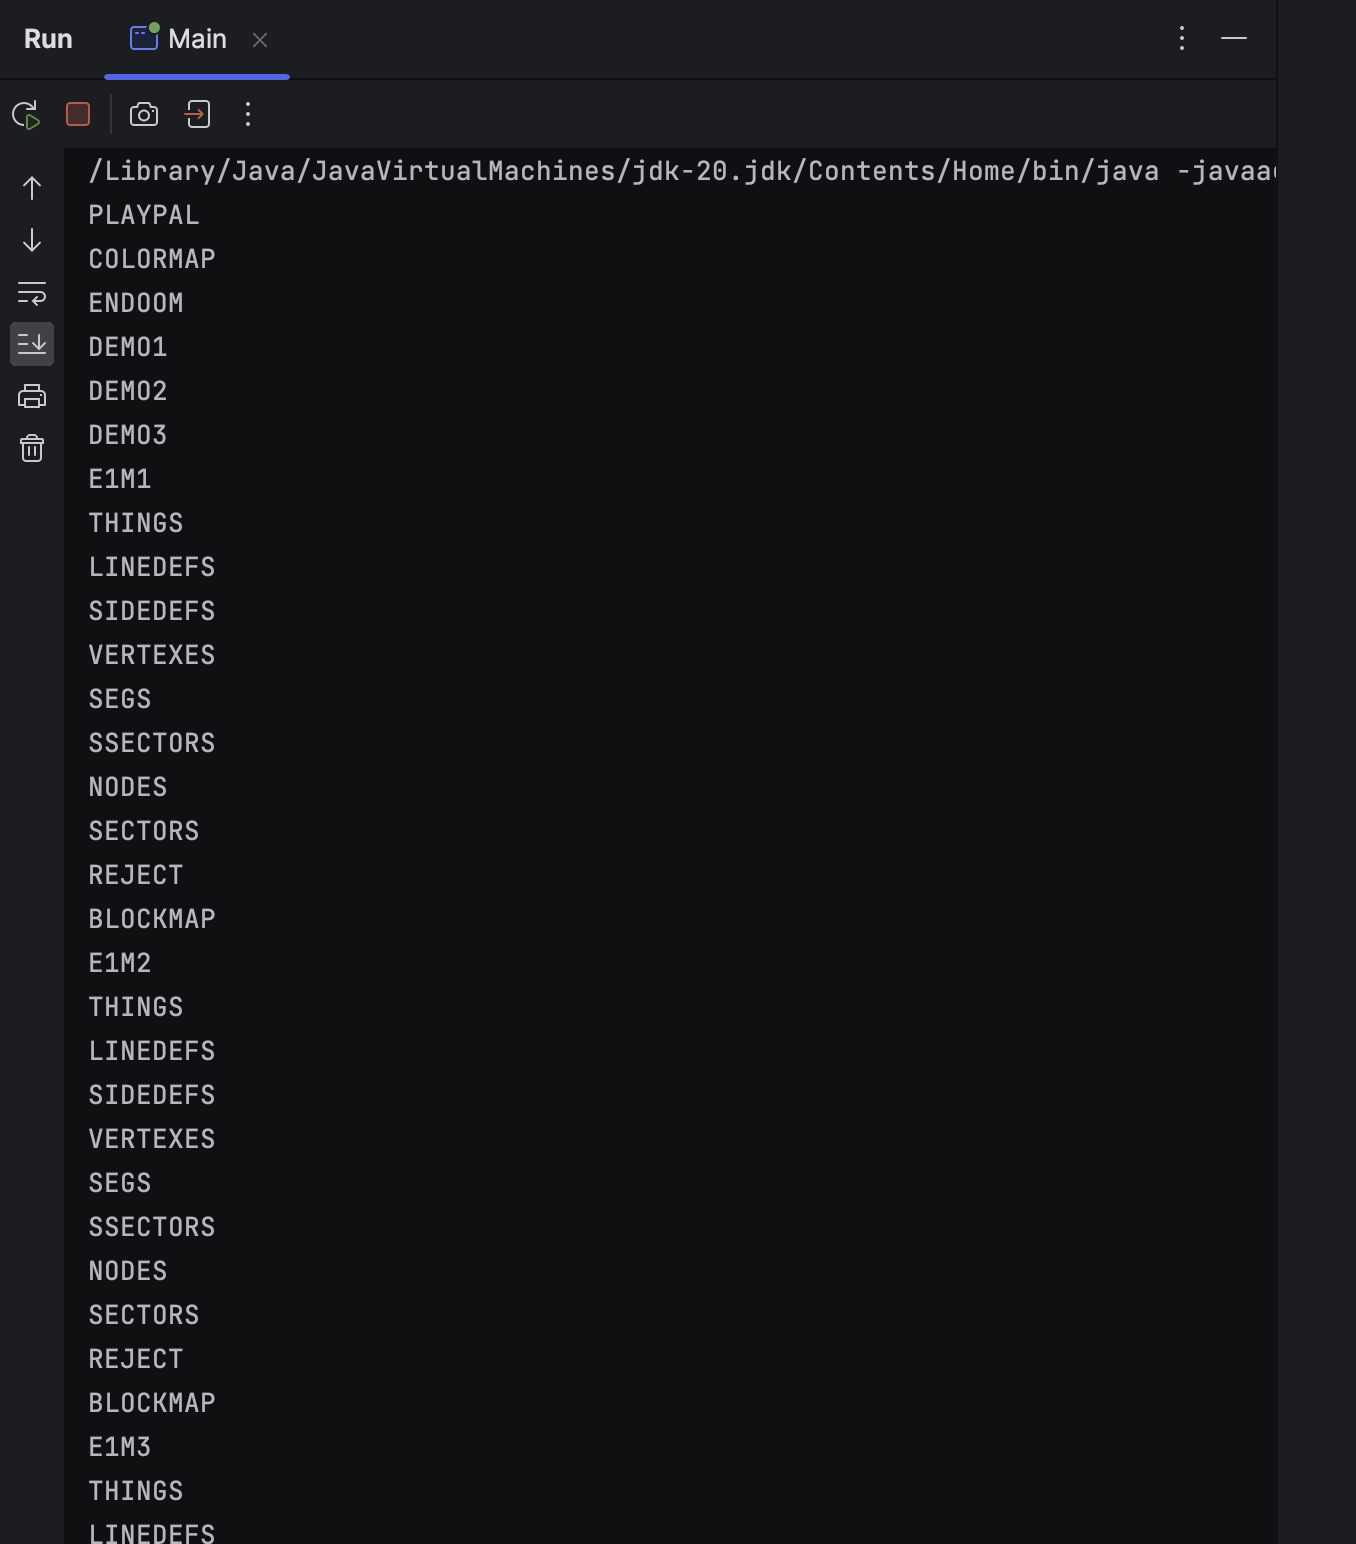 Run Main
/Library/Java/JavaVirtualMachines/jdk-20.jdk/Contents/Home/bin/java
PLAYPAL
COLORMAP
ENDOOM
DEMO1
DEMO2
DEMO3
E1M1
THINGS
LINEDEFS
SIDEDEFS
VERTEXES
SEGS
SSECTORS
NODES
SECTORS
REJECT
BLOCKMAP
E1M2
THINGS
LINEDEFS
SIDEDEFS
VERTEXES
SEGS
SSECTORS
NODES
SECTORS
REJECT
BLOCKMAP
E1M3
THINGS
LINEDEFS